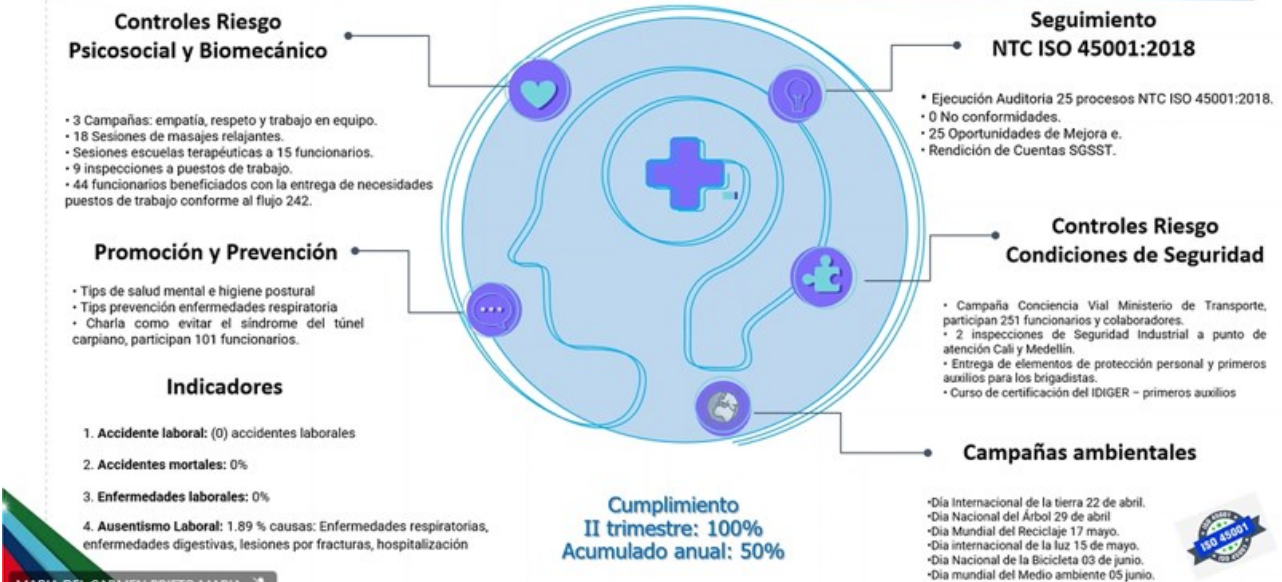 Controles Riesgo
Psicosocial y Biomecánico
• 3 Campañas: empatía, respeto y trabajo en equipo.
• 18 Sesiones de masajes relajantes.
• Sesiones escuelas terapéuticas a 15 funcionarios.
• 9 inspecciones a puestos de trabajo.
• 44 funcionarios beneficiados con la entrega de necesidades
puestos de trabajo conforme al flujo 242.
Promoción y Prevención
• Tips de salud mental e higiene postural
• Tips prevención enfermedades respiratoria
• Charla como evitar el síndrome del túnel
carpiano, participan 101 funcionarios.
Indicadores
1. Accidente laboral: (0) accidentes laborales
2. Accidentes mortales: 0%
3. Enfermedades laborales: 0%
4. Ausentismo Laboral: 1.89 % causas: Enfermedades respiratorias,
enfermedades digestivas, lesiones por fracturas, hospitalización
Cumplimiento
II trimestre: 100%
Acumulado anual: 50%
Seguimiento
NTC ISO 45001:2018
• Ejecución Auditoria 25 procesos NTC ISO 45001:2018.
• 0 No conformidades.
• 25 Oportunidades de Mejora e.
• Rendición de Cuentas SGSST.
Controles Riesgo
Condiciones de Seguridad
• Campaña Conciencia Vial Ministerio de Transporte,
participan 251 funcionarios y colaboradores.
• 2 inspecciones de Seguridad Industrial a punto de
atención Cali y Medellín.
• Entrega de elementos de protección personal y primeros
auxilios para los brigadistas.
• Curso de certificación del IDIGER – primeros auxilios
Campañas ambientales
•Día Internacional de la tierra 22 de abril.
•Dia Nacional del Árbol 29 de abril
•Dia Mundial del Reciclaje 17 mayo.
•Dia internacional de la luz 15 de mayo.
•Dia Nacional de la Bicicleta 03 de junio.
•Dia mundial del Medio ambiente 05 junio.
ISO 45001